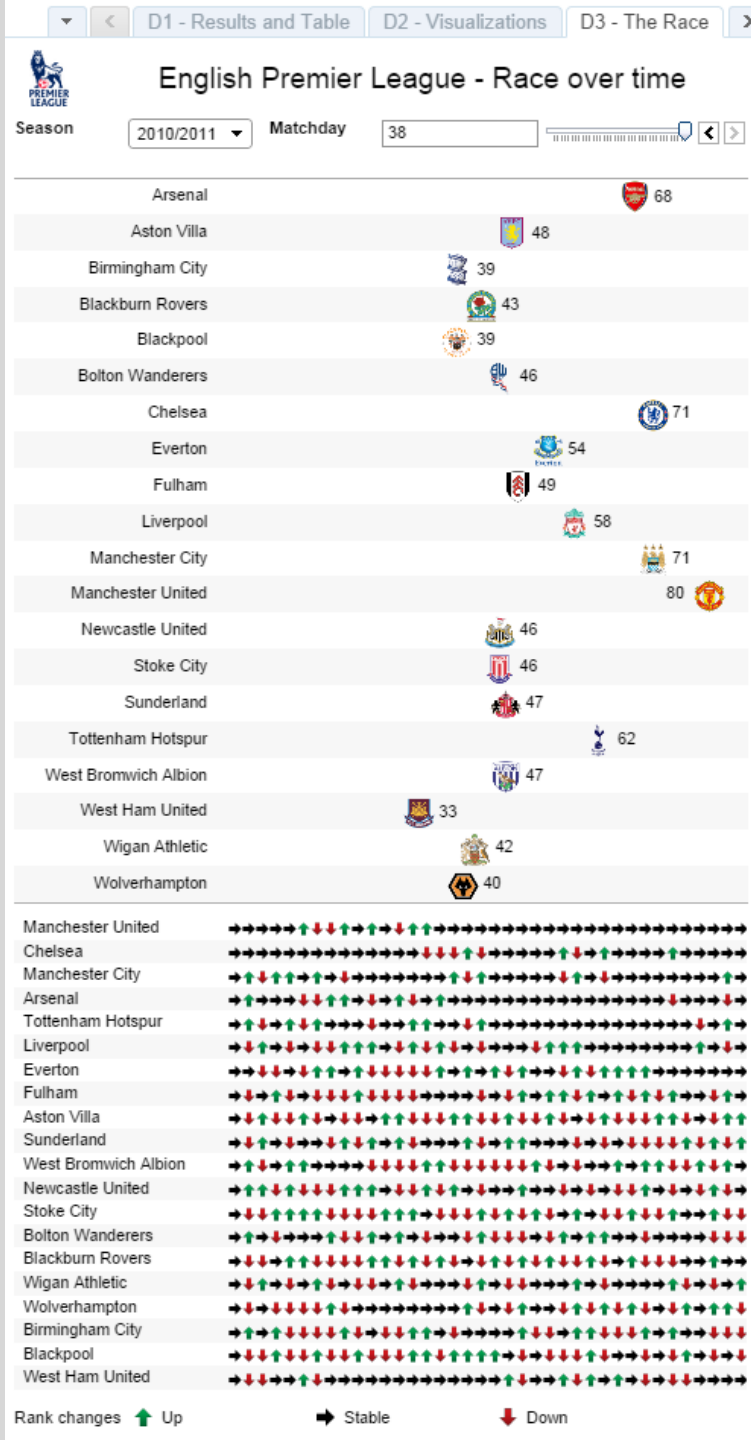 D1 - Results and Table D2 - Visualizations D3 - The Race
PREMIER
LEAGUE
English Premier League - Race over time
Season 2010/2011 Matchday 38
Arsenal 68
Aston Villa 48
Birmingham City 39
Blackburn Rovers 43
Blackpool 39
Bolton Wanderers 46
Chelsea 71
Everton 54
Everton
Fulham 49
Liverpool 58
Manchester City 71
Manchester United 80
Newcastle United 46
Stoke City 46
Sunderland 47
Tottenham Hotspur 62
West Bromwich Albion 47
West Ham United 33
Wigan Athletic 42
Wolverhampton 40
Manchester United
Chelsea
Manchester City
Arsenal
Tottenham Hotspur
Liverpool
Everton
Fulham
Aston Villa
Sunderland
West Bromwich Albion
Newcastle United
Stoke City
Bolton Wanderers
Blackburn Rovers
Wigan Athletic
Wolverhampton
Birmingham City
Blackpool
West Ham United
Rank changes Up Stable Down